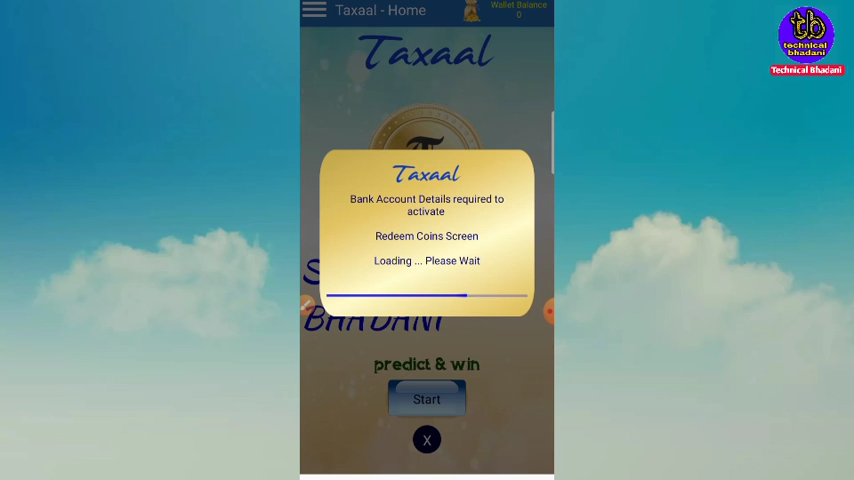 Taxaal - Home
Wallet Balance
0
tb
technical
bhadani
Technical Bhadani
Taxaal
Taxaal
Bank Account Details required to
activate
Redeem Coins Screen
Loading ... Please Wait
BHADANI
predict & win
Start
X